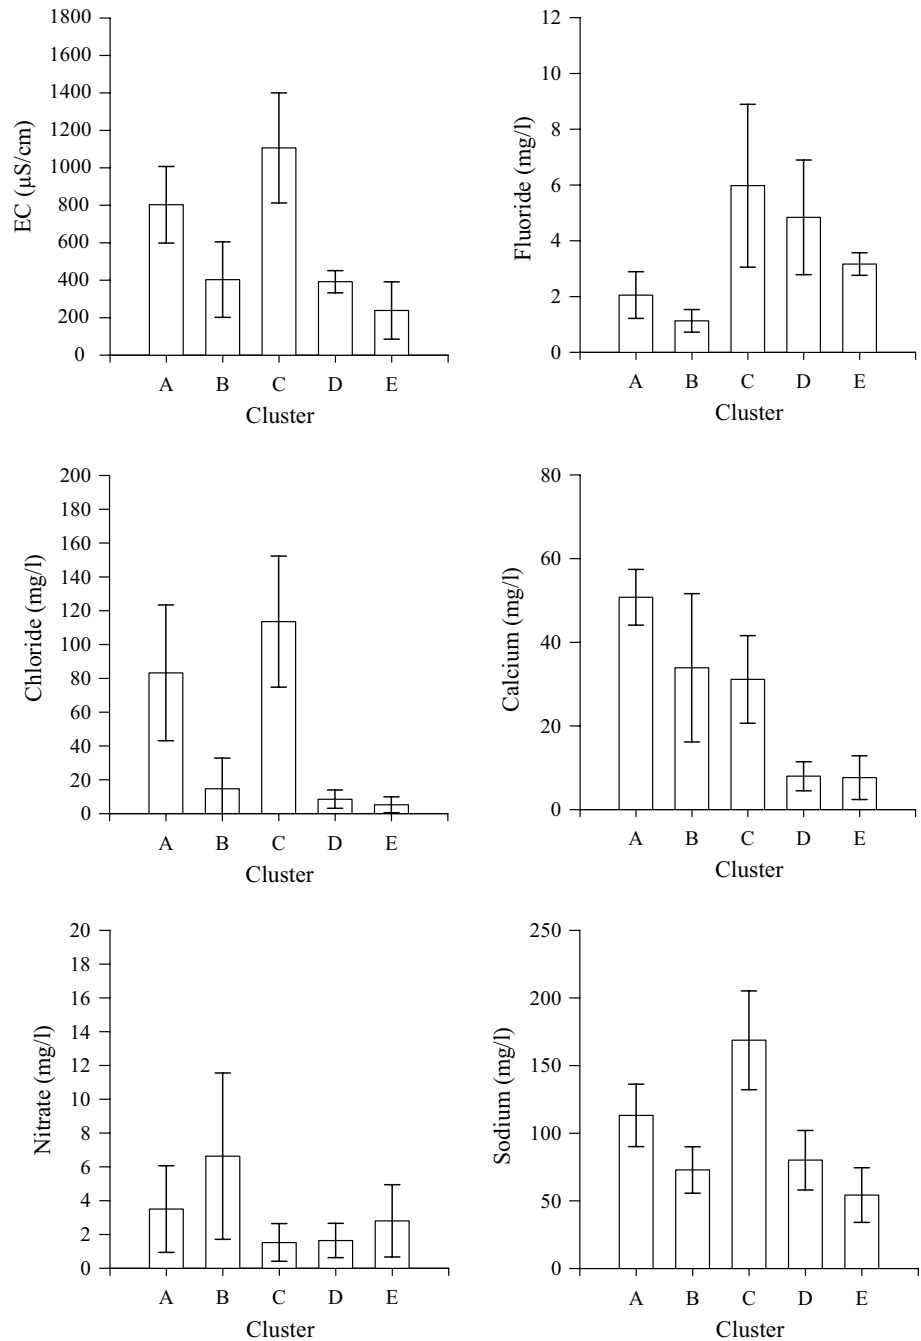 EC (µS/cm)
1800
1600
1400
1200
1000
800
600
400
200
0
A B C D E
Cluster
Fluoride (mg/l)
12
10
8
6
4
2
0
A B C D E
Cluster
Chloride (mg/l)
200
180
160
140
120
100
80
60
40
20
0
A B C D E
Cluster
Calcium (mg/l)
80
60
40
20
0
A B C D E
Cluster
Nitrate (mg/l)
20
18
16
14
12
10
8
6
4
2
0
A B C D E
Cluster
Sodium (mg/l)
250
200
150
100
50
0
A B C D E
Cluster